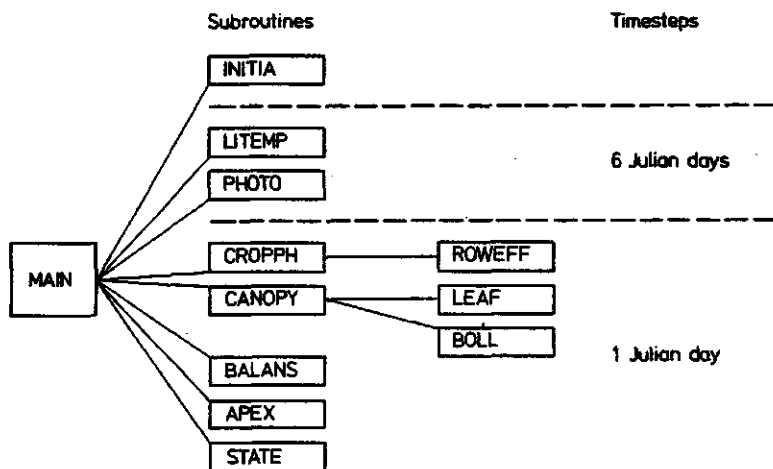 Subroutines Timesteps
INITIA
LITEMP
6 Julian days
PHOTO
CROPPH ROWEFF
MAIN
CANOPY LEAF
BOLL
1 Julian day
BALANS
APEX
STATE